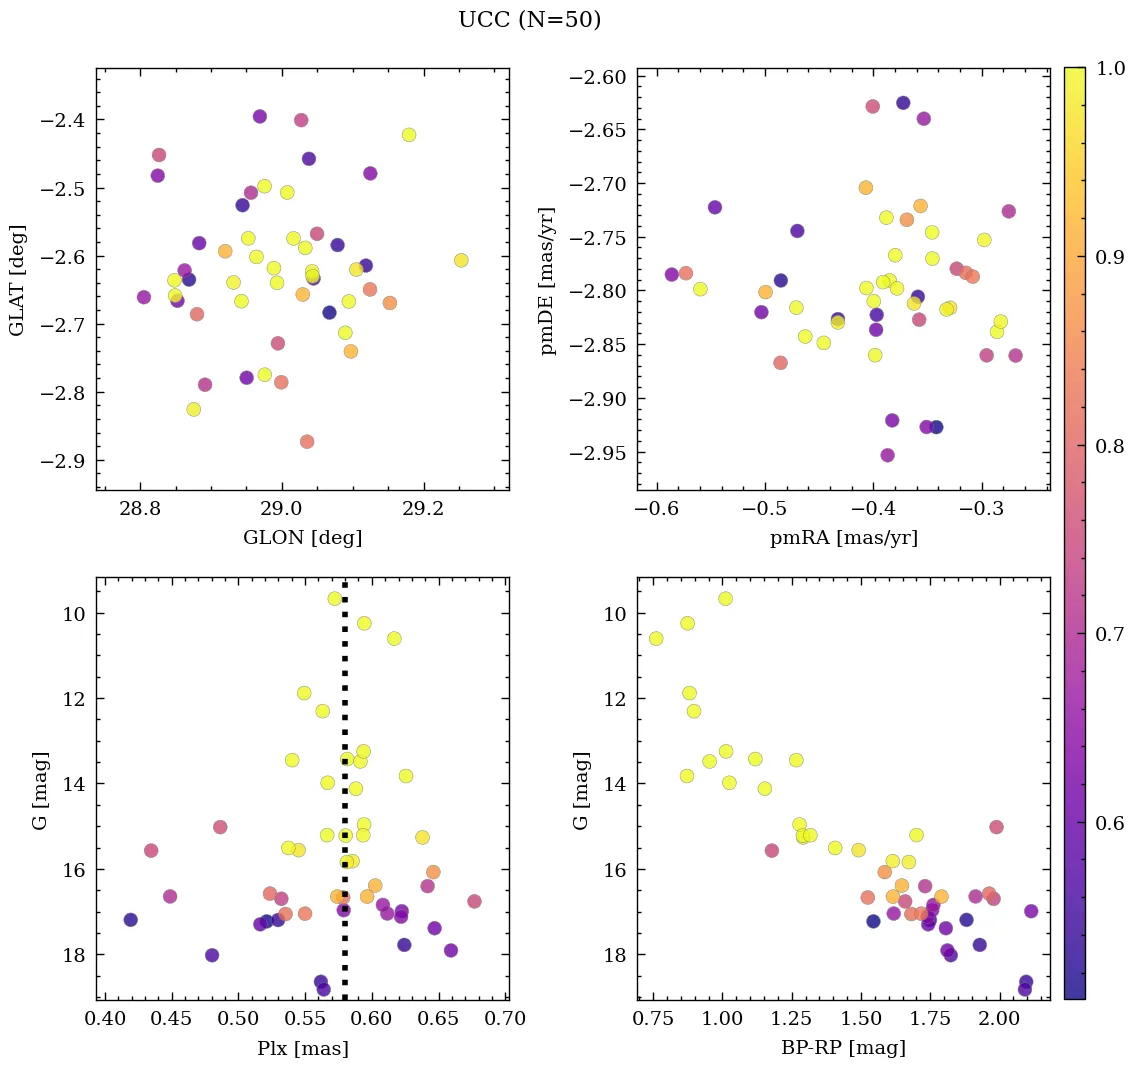 UCC (N=50)
−2.4
−2.5
−2.6
−2.7
−2.8
−2.9
GLAT [deg]
28.8 29.0 29.2
GLON [deg]
−2.60
−2.65
−2.70
−2.75
−2.80
−2.85
−2.90
−2.95
pmDE [mas/yr]
−0.6 −0.5 −0.4 −0.3
pmRA [mas/yr]
1.0
0.9
0.8
0.7
0.6
10
12
14
16
18
G [mag]
0.40 0.45 0.50 0.55 0.60 0.65 0.70
Plx [mas]
10
12
14
16
18
G [mag]
0.75 1.00 1.25 1.50 1.75 2.00
BP-RP [mag]